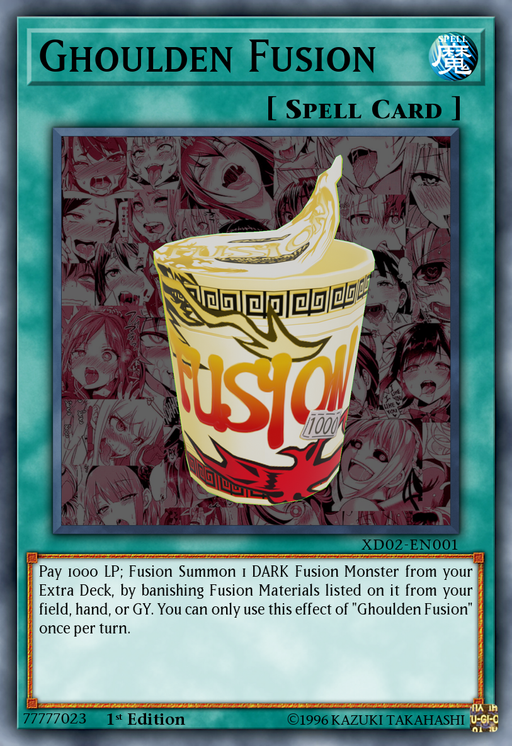 Ghoulden Fusion
SPELL
魔
[ Spell Card ]
FUSION
1000
XD02-EN001
Pay 1000 LP; Fusion Summon 1 DARK Fusion Monster from your
Extra Deck, by banishing Fusion Materials listed on it from your
field, hand, or GY. You can only use this effect of "Ghoulden Fusion"
once per turn.
77777023 1st Edition ©1996 KAZUKI TAKAHASHI